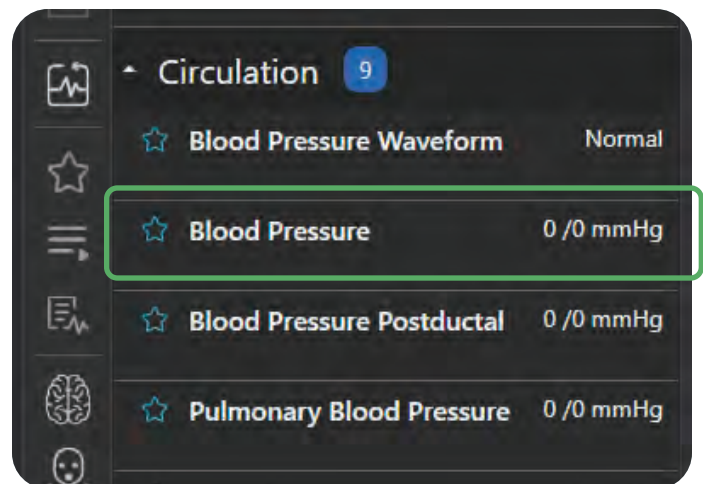 Circulation 9
Blood Pressure Waveform Normal
Blood Pressure 0 /0 mmHg
Blood Pressure Postductal 0 /0 mmHg
Pulmonary Blood Pressure 0 /0 mmHg